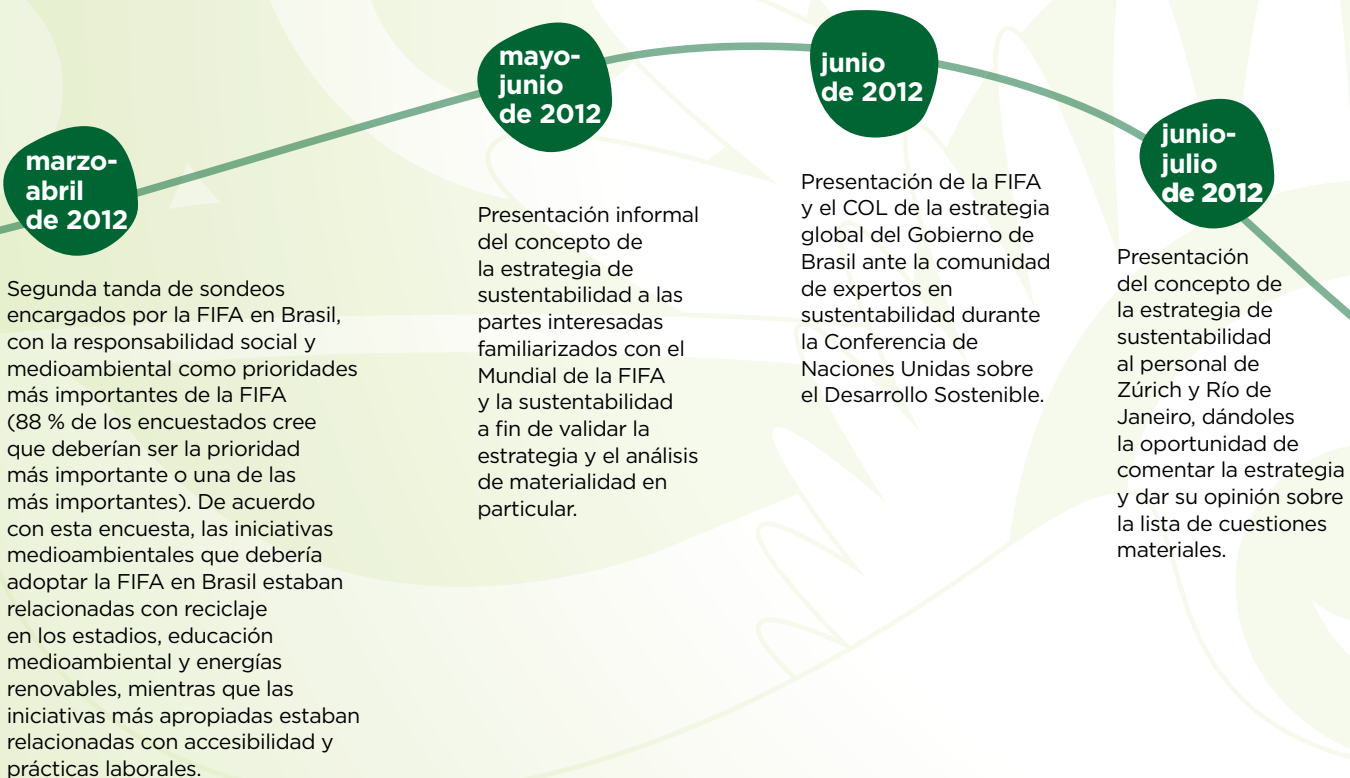 marzo-
abril
de 2012
Segunda tanda de sondeos
encargados por la FIFA en Brasil,
con la responsabilidad social y
medioambiental como prioridades
más importantes de la FIFA
(88 % de los encuestados cree
que deberían ser la prioridad
más importante o una de las
más importantes). De acuerdo
con esta encuesta, las iniciativas
medioambientales que debería
adoptar la FIFA en Brasil estaban
relacionadas con reciclaje
en los estadios, educación
medioambiental y energías
renovables, mientras que las
iniciativas más apropiadas estaban
relacionadas con accesibilidad y
prácticas laborales.
mayo-
junio
de 2012
Presentación informal
del concepto de
la estrategia de
sustentabilidad a las
partes interesadas
familiarizados con el
Mundial de la FIFA
y la sustentabilidad
a fin de validar la
estrategia y el análisis
de materialidad en
particular.
junio
de 2012
Presentación de la FIFA
y el COL de la estrategia
global del Gobierno de
Brasil ante la comunidad
de expertos en
sustentabilidad durante
la Conferencia de
Naciones Unidas sobre
el Desarrollo Sostenible.
junio-
julio
de 2012
Presentación
del concepto de
la estrategia de
sustentabilidad
al personal de
Zúrich y Río de
Janeiro, dándoles
la oportunidad de
comentar la estrategia
y dar su opinión sobre
la lista de cuestiones
materiales.